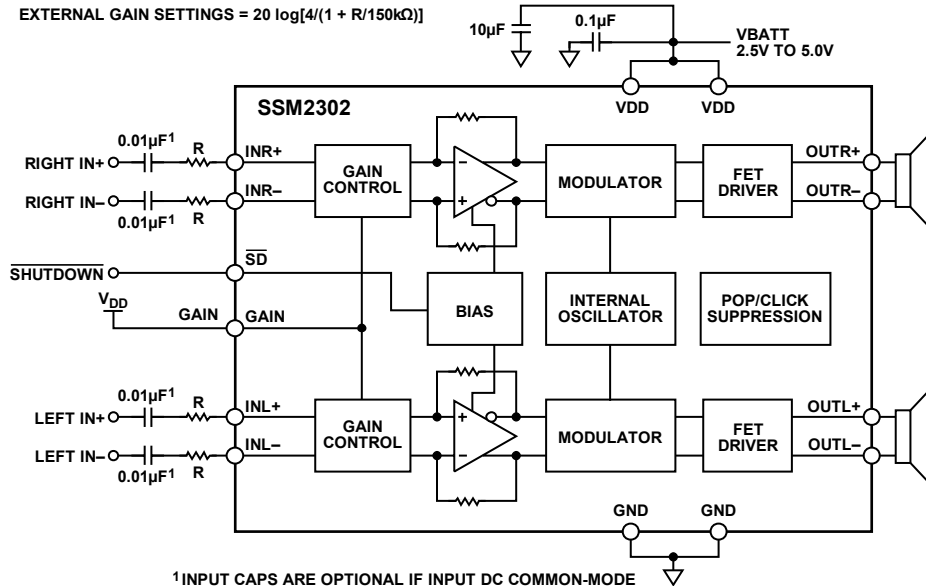 EXTERNAL GAIN SETTINGS = 20 log[4/(1 + R/150kΩ)]
10µF
0.1µF
VBATT
2.5V TO 5.0V
SSM2302
VDD
VDD
0.01µF¹
R
RIGHT IN+
INR+
RIGHT IN–
INR–
0.01µF¹
R
GAIN
CONTROL
–
+
MODULATOR
FET
DRIVER
OUTR+
OUTR–
SHUTDOWN
SD
VDD
GAIN
GAIN
BIAS
INTERNAL
OSCILLATOR
POP/CLICK
SUPPRESSION
0.01µF¹
R
LEFT IN+
INL+
LEFT IN–
INL–
0.01µF¹
R
GAIN
CONTROL
+
–
MODULATOR
FET
DRIVER
OUTL+
OUTL–
GND
GND
¹ INPUT CAPS ARE OPTIONAL IF INPUT DC COMMON-MODE